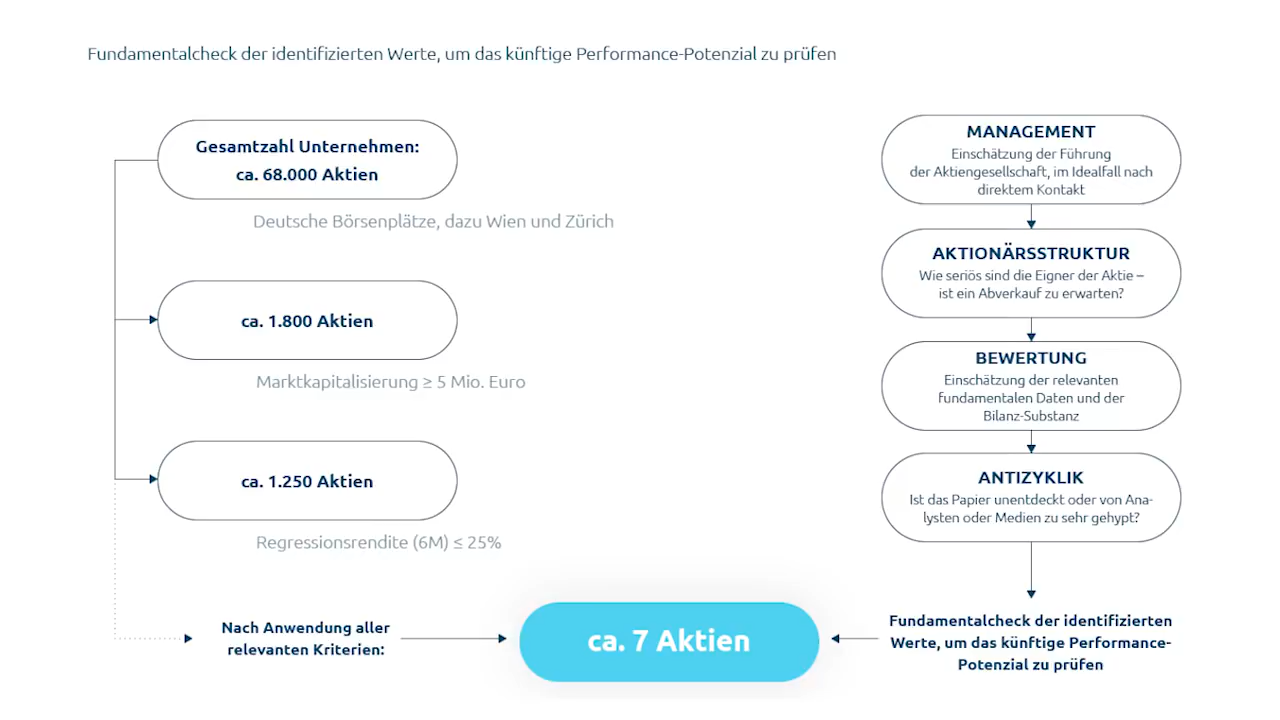 Fundamentalcheck der identifizierten Werte, um das künftige Performance-Potenzial zu prüfen
Gesamtzahl Unternehmen:
ca. 68.000 Aktien
Deutsche Börsenplätze, dazu Wien und Zürich
ca. 1.800 Aktien
Marktkapitalisierung ≥ 5 Mio. Euro
ca. 1.250 Aktien
Regressionsrendite (6M) ≤ 25%
Nach Anwendung aller
relevanten Kriterien:
ca. 7 Aktien
MANAGEMENT
Einschätzung der Führung
der Aktiengesellschaft, im Idealfall nach
direktem Kontakt
AKTIONÄRSSTRUKTUR
Wie seriös sind die Eigner der Aktie –
ist ein Abverkauf zu erwarten?
BEWERTUNG
Einschätzung der relevanten
fundamentalen Daten und der
Bilanz-Substanz
ANTIZYKLIK
Ist das Papier unentdeckt oder von Ana-
lysten oder Medien zu sehr gehypt?
Fundamentalcheck der identifizierten
Werte, um das künftige Performance-
Potenzial zu prüfen